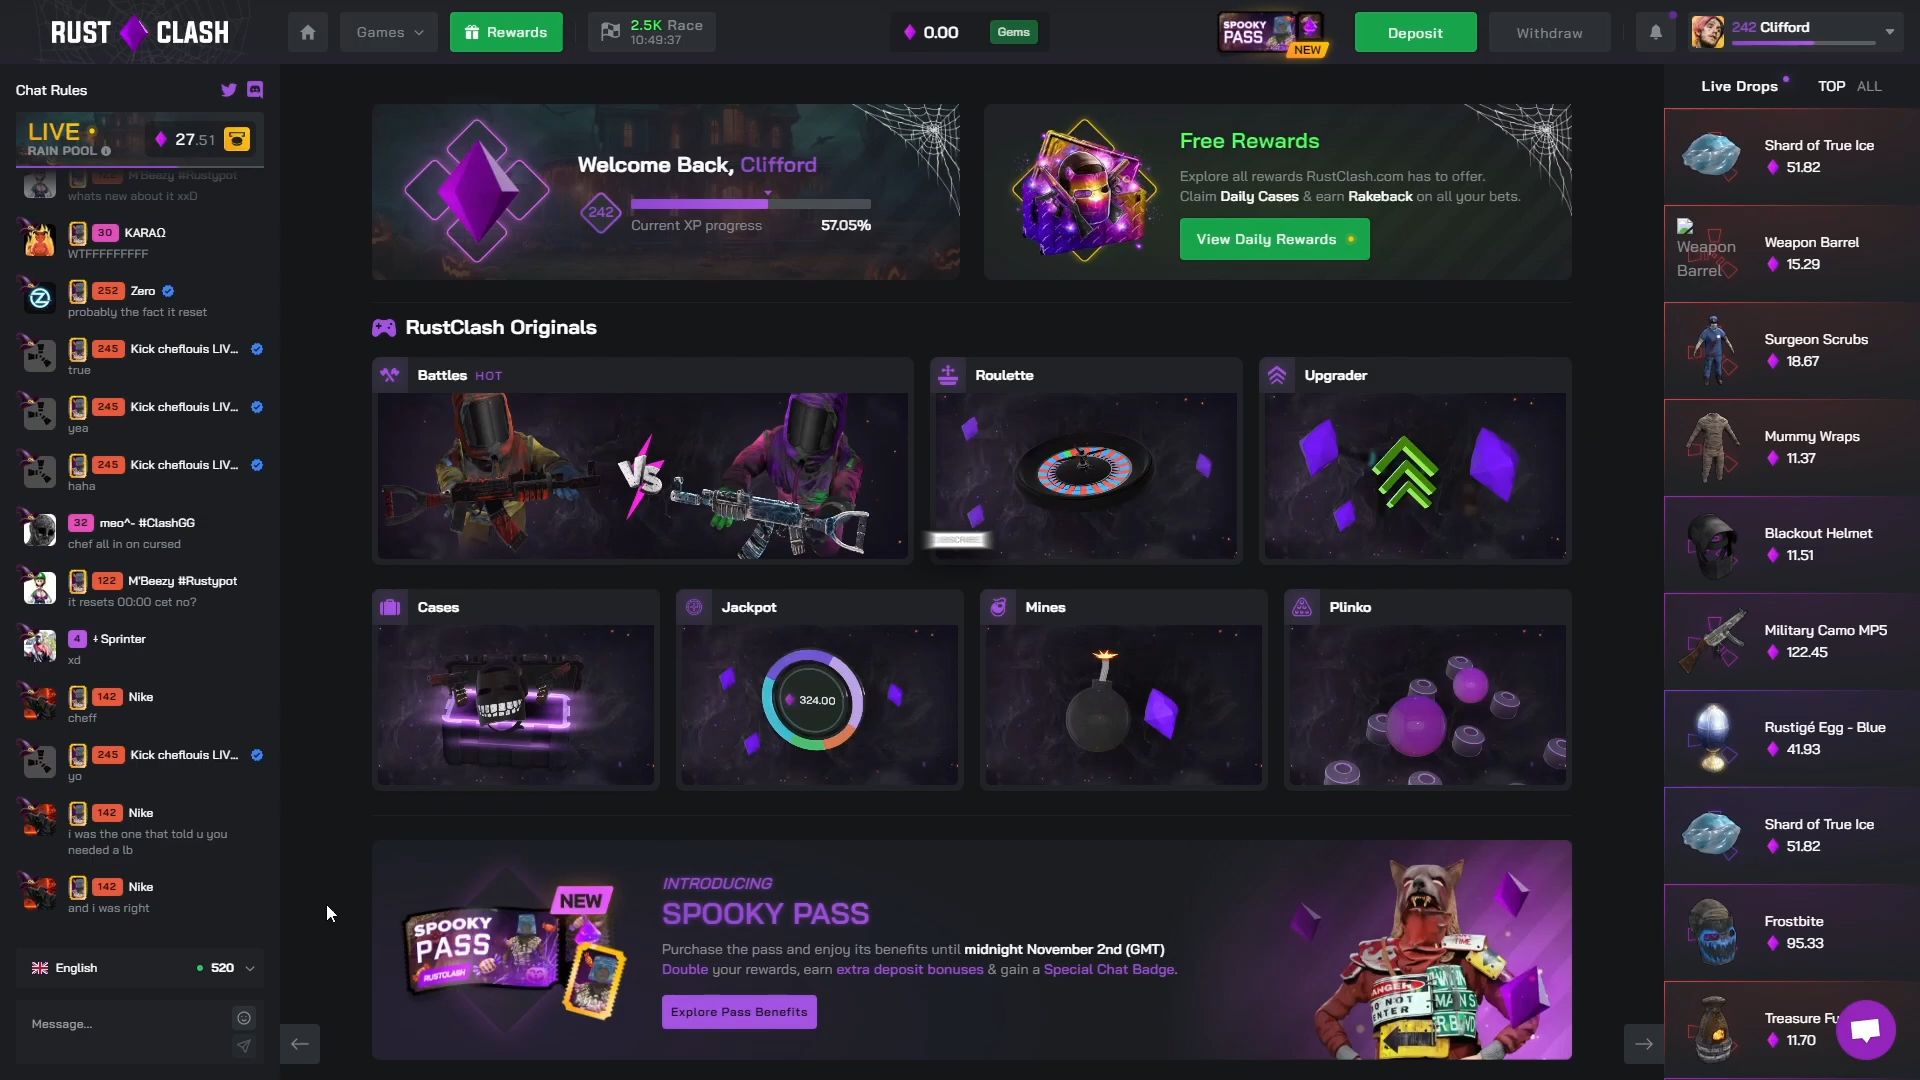 RUST CLASH
Games
Rewards
2.5K Race
10:49:37
0.00
Gems
SPOOKY
PASS
NEW
Deposit
Withdraw
242 Clifford
Chat Rules
LIVE
RAIN POOL
27.51
122 M'Beezy #Rustypot
whats new about it xxD
30 KARAΩ
WTFFFFFFFFF
252 Zero
probably the fact it reset
245 Kick cheflouis LIV...
true
245 Kick cheflouis LIV...
yea
245 Kick cheflouis LIV...
haha
32 meo^- #ClashGG
chef all in on cursed
122 M'Beezy #Rustypot
it resets 00:00 cet no?
4 Sprinter
xd
142 Nike
cheff
245 Kick cheflouis LIV...
yo
142 Nike
i was the one that told u you
needed a lb
142 Nike
and i was right
English
520
Message...
Welcome Back, Clifford
242
Current XP progress
57.05%
Free Rewards
Explore all rewards RustClash.com has to offer.
Claim Daily Cases & earn Rakeback on all your bets.
View Daily Rewards
RustClash Originals
Battles HOT
VS
Roulette
Upgrader
Cases
Jackpot
324.00
Mines
Plinko
SPOOKY
PASS
RUSTCLASH
NEW
INTRODUCING
SPOOKY PASS
Purchase the pass and enjoy its benefits until midnight November 2nd (GMT)
Double your rewards, earn extra deposit bonuses & gain a Special Chat Badge.
Explore Pass Benefits
Live Drops
TOP
ALL
Shard of True Ice
51.82
Weapon
Barrel
Weapon Barrel
15.29
Surgeon Scrubs
18.67
Mummy Wraps
11.37
Blackout Helmet
11.51
Military Camo MP5
122.45
Rustigé Egg - Blue
41.93
Shard of True Ice
51.82
Frostbite
95.33
Treasure Fu
11.70